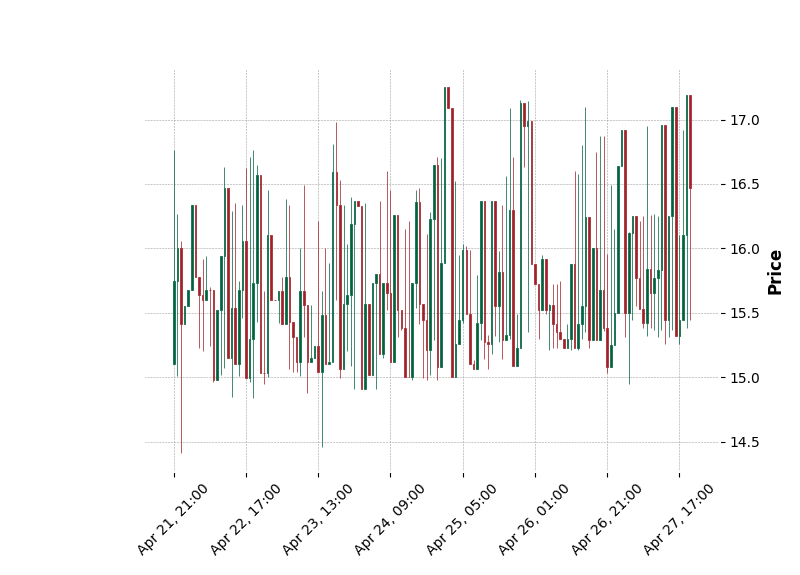 17.0
16.5
16.0
15.5
15.0
14.5
Price
Apr 21, 21:00
Apr 22, 17:00
Apr 23, 13:00
Apr 24, 09:00
Apr 25, 05:00
Apr 26, 01:00
Apr 26, 21:00
Apr 27, 17:00